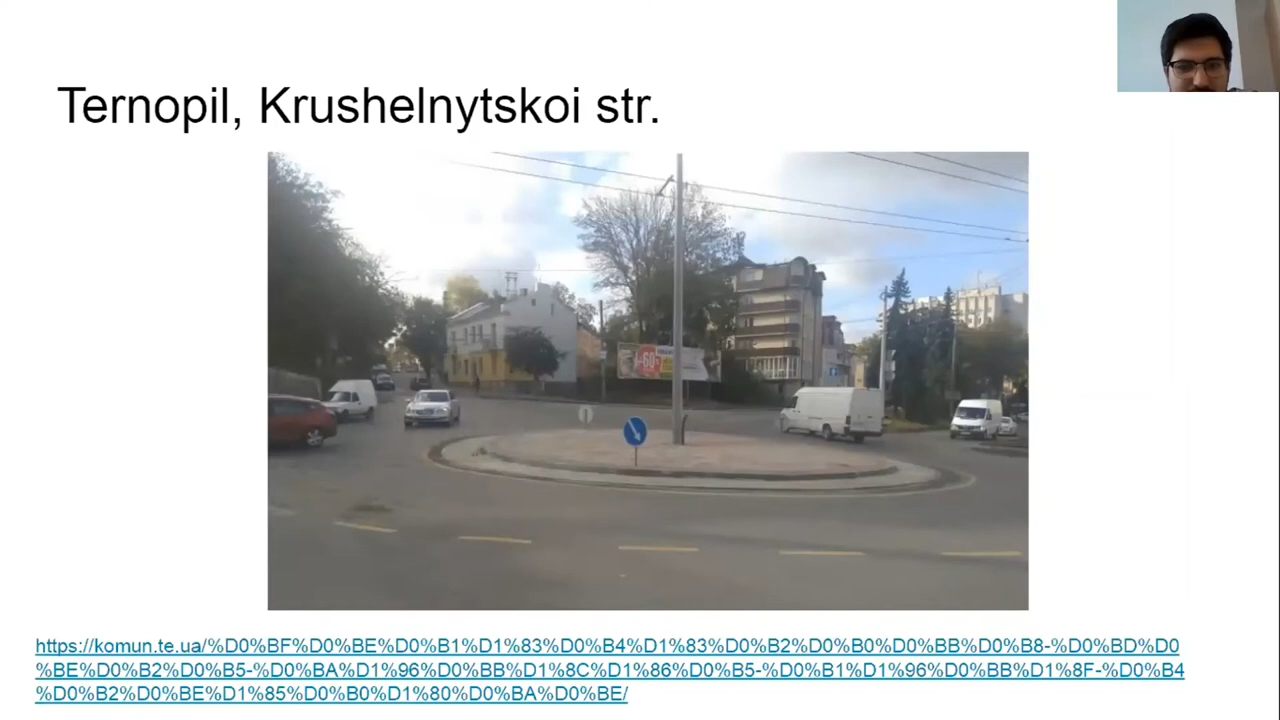 Ternopil, Krushelnytskoi str.
-60
https://komun.te.ua/%D0%BF%D0%BE%D0%B1%D1%83%D0%B4%D1%83%D0%B2%D0%B0%D0%BB%D0%B8-%D0%BD%D0
%BE%D0%B2%D0%B5-%D0%BA%D1%96%D0%BB%D1%8C%D1%86%D0%B5-%D0%B1%D1%96%D0%BB%D1%8F-%D0%B4
%D0%B2%D0%BE%D1%85%D0%B0%D1%80%D0%BA%D0%BE/